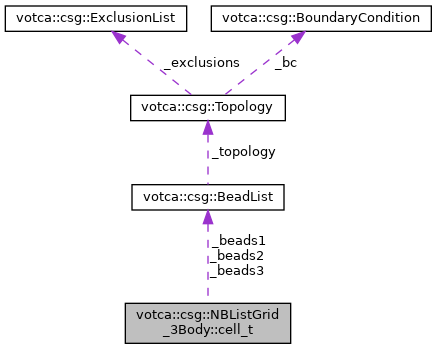 votca::csg::ExclusionList
votca::csg::BoundaryCondition
_exclusions
_bc
votca::csg::Topology
_topology
votca::csg::BeadList
_beads1
_beads2
_beads3
votca::csg::NBListGrid
_3Body::cell_t